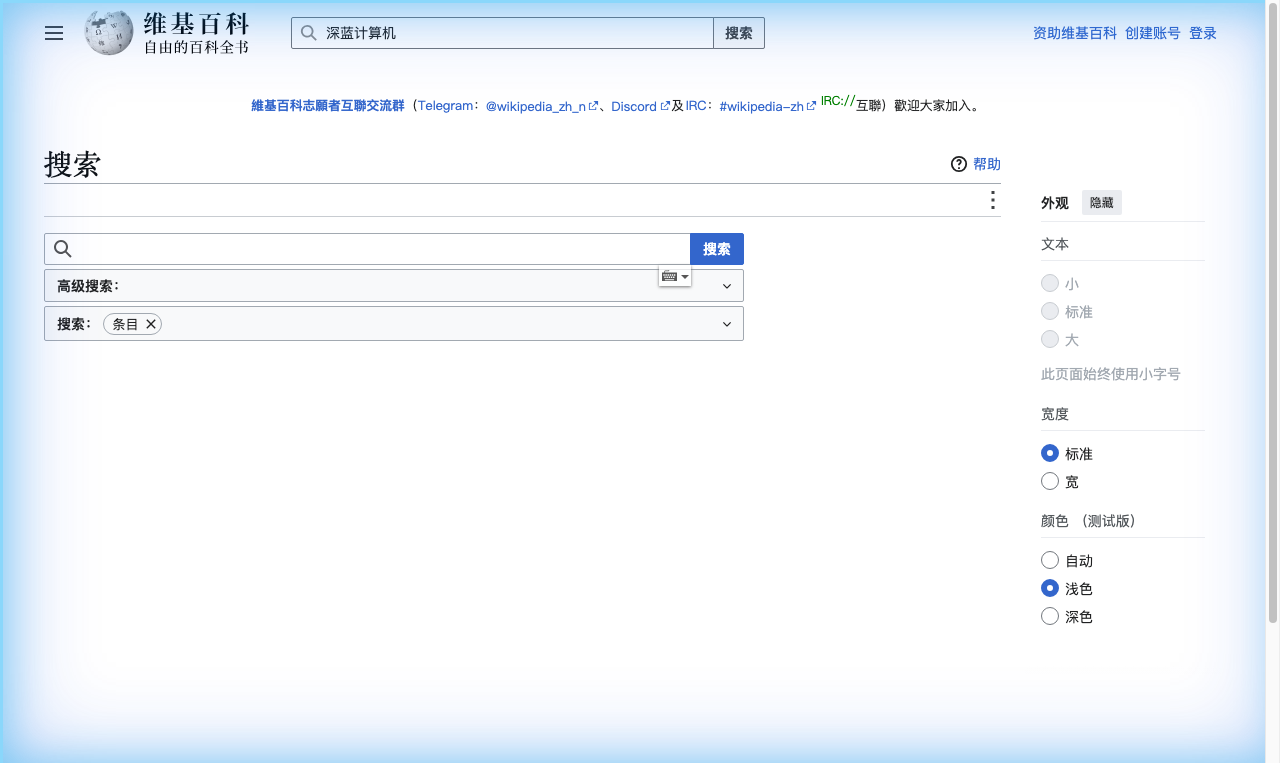 维基百科
自由的百科全书
深蓝计算机 搜索
资助维基百科 创建账号 登录
維基百科志願者互聯交流群（Telegram：@wikipedia_zh_n、Discord及IRC：#wikipedia-zh IRC://互聯）歡迎大家加入。
搜索
帮助
搜索
高级搜索：
搜索： 条目
外观 隐藏
文本
小
标准
大
此页面始终使用小字号
宽度
标准
宽
颜色 （测试版）
自动
浅色
深色